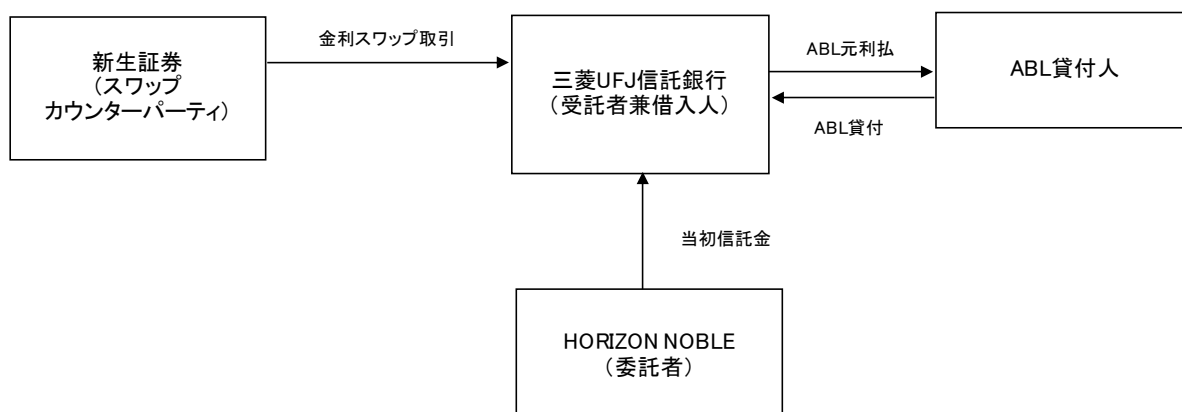 新生証券
(スワップ
カウンターパーティ)
金利スワップ取引
三菱UFJ信託銀行
(受託者兼借入人)
ABL元利払
ABL貸付
ABL貸付人
当初信託金
HORIZON NOBLE
(委託者)